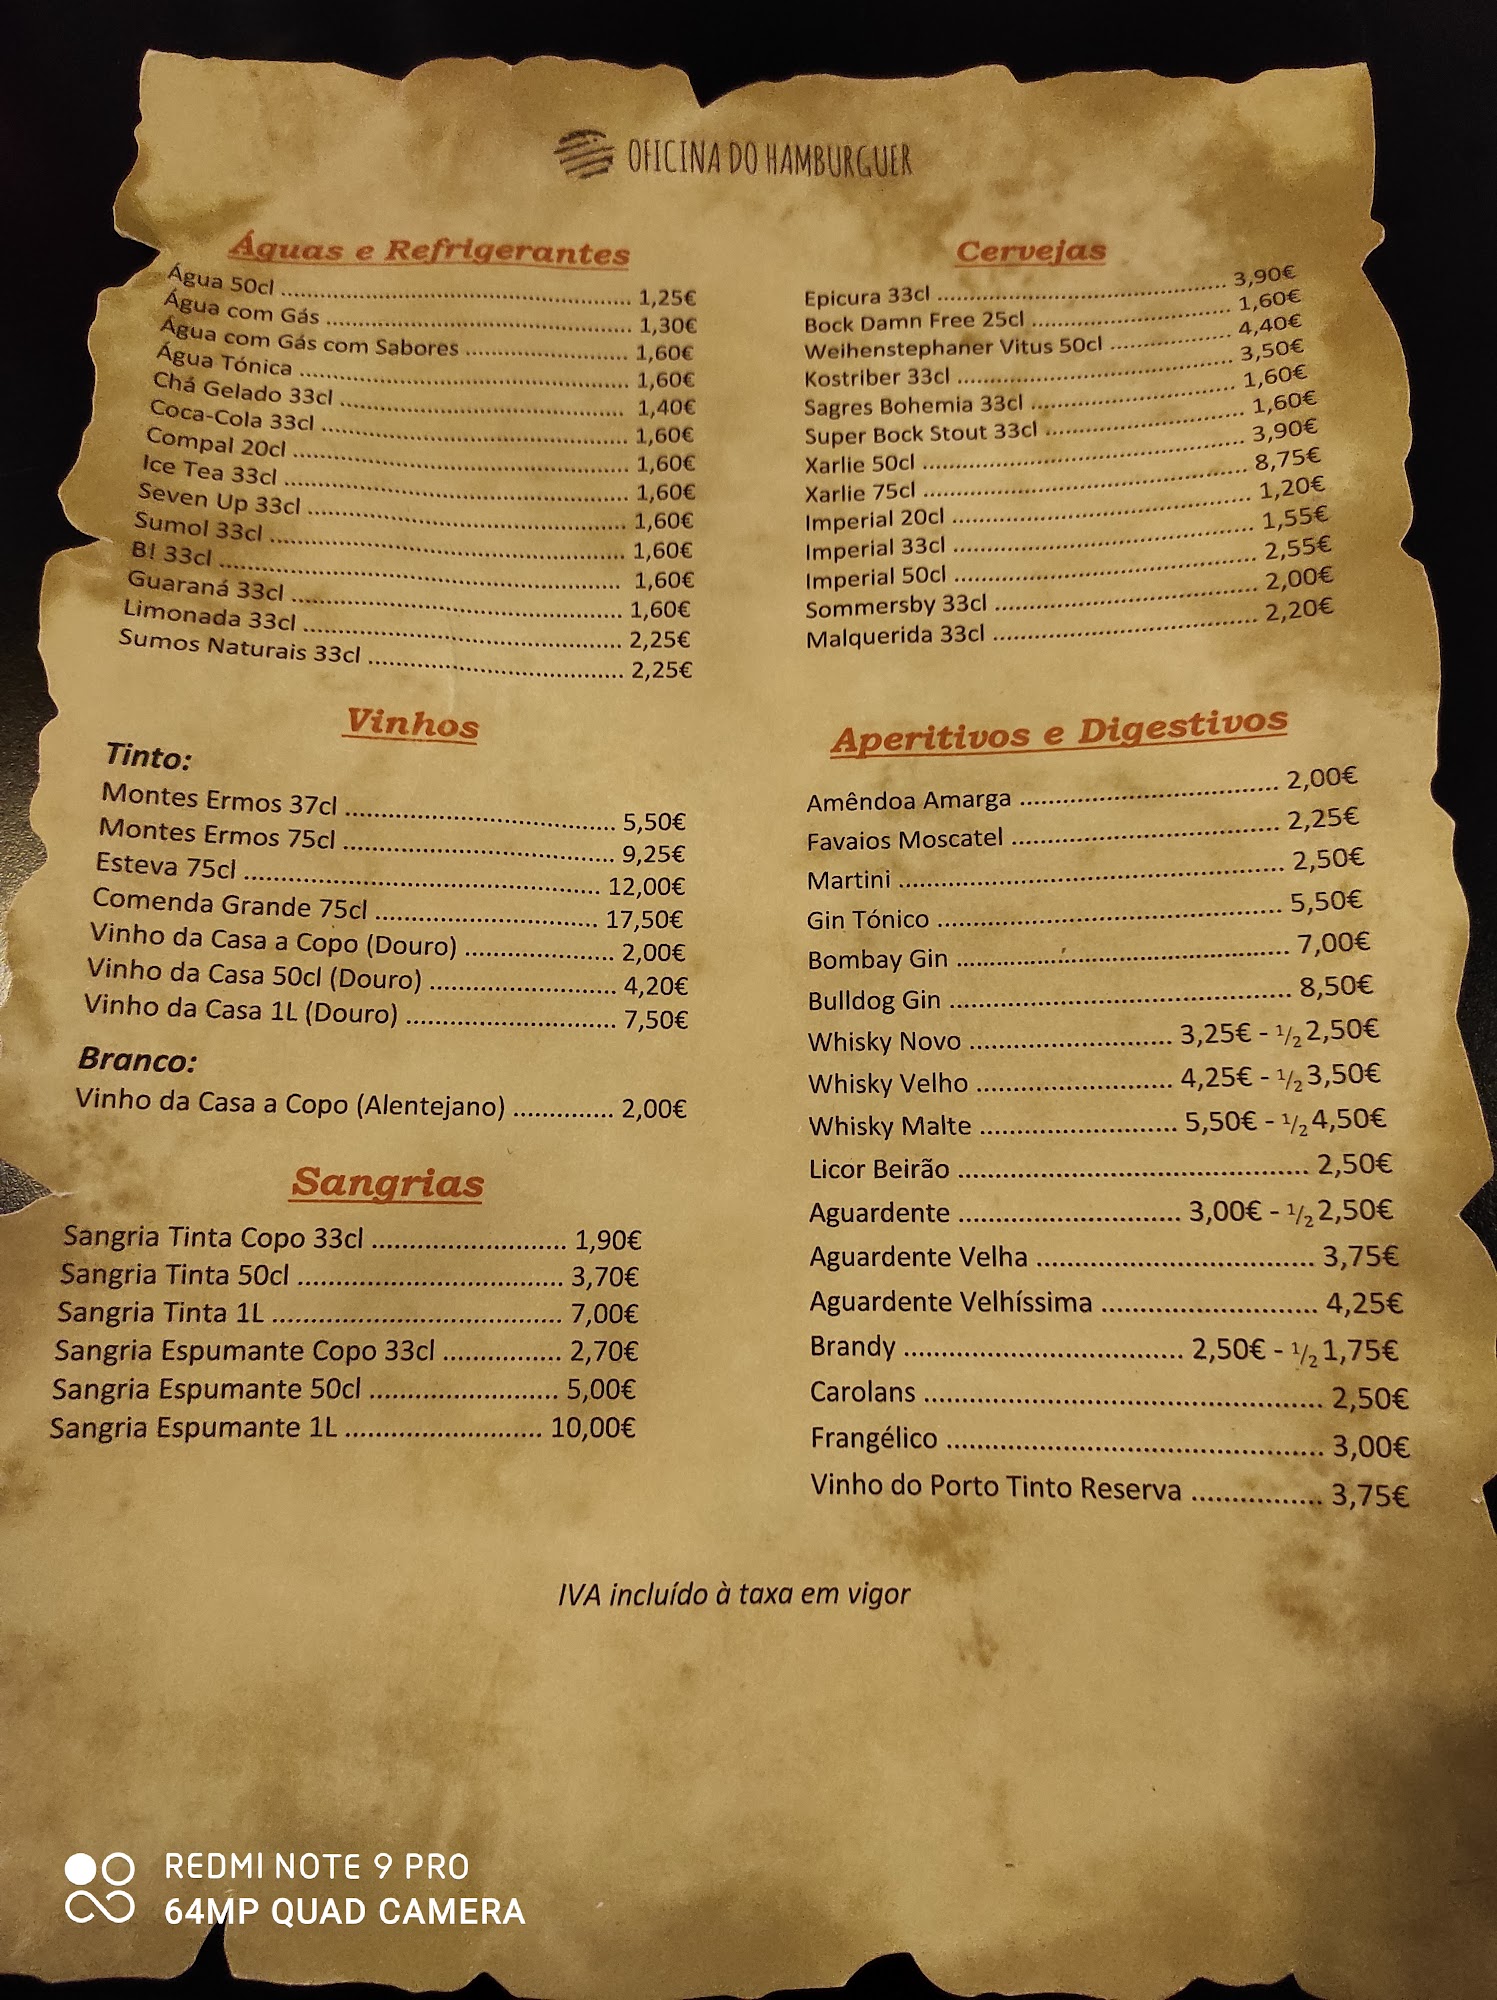 OFICINA DO HAMBURGUER
Águas e Refrigerantes
Água 50cl ................ 1,25€
Água com Gás ................ 1,30€
Água com Gás com Sabores ................ 1,60€
Água Tónica ................ 1,60€
Chá Gelado 33cl ................ 1,40€
Coca-Cola 33cl ................ 1,60€
Compal 20cl ................ 1,60€
Ice Tea 33cl ................ 1,60€
Seven Up 33cl ................ 1,60€
Sumol 33cl ................ 1,60€
B! 33cl ................ 1,60€
Guaraná 33cl ................ 1,60€
Limonada 33cl ................ 2,25€
Sumos Naturais 33cl ................ 2,25€
Vinhos
Tinto:
Montes Ermos 37cl ................ 5,50€
Montes Ermos 75cl ................ 9,25€
Esteva 75cl ................ 12,00€
Comenda Grande 75cl ................ 17,50€
Vinho da Casa a Copo (Douro) ................ 2,00€
Vinho da Casa 50cl (Douro) ................ 4,20€
Vinho da Casa 1L (Douro) ................ 7,50€
Branco:
Vinho da Casa a Copo (Alentejano) ................ 2,00€
Sangrias
Sangria Tinta Copo 33cl ................ 1,90€
Sangria Tinta 50cl ................ 3,70€
Sangria Tinta 1L ................ 7,00€
Sangria Espumante Copo 33cl ................ 2,70€
Sangria Espumante 50cl ................ 5,00€
Sangria Espumante 1L ................ 10,00€
Cervejas
Epicura 33cl ................ 3,90€
Bock Damn Free 25cl ................ 1,60€
Weihenstephaner Vitus 50cl ................ 4,40€
Kostriber 33cl ................ 3,50€
Sagres Bohemia 33cl ................ 1,60€
Super Bock Stout 33cl ................ 1,60€
Xarlie 50cl ................ 3,90€
Xarlie 75cl ................ 8,75€
Imperial 20cl ................ 1,20€
Imperial 33cl ................ 1,55€
Imperial 50cl ................ 2,55€
Sommersby 33cl ................ 2,00€
Malquerida 33cl ................ 2,20€
Aperitivos e Digestivos
Amêndoa Amarga ................ 2,00€
Favaios Moscatel ................ 2,25€
Martini ................ 2,50€
Gin Tónico ................ 5,50€
Bombay Gin ................ 7,00€
Bulldog Gin ................ 8,50€
Whisky Novo ................ 3,25€ - 1/2 2,50€
Whisky Velho ................ 4,25€ - 1/2 3,50€
Whisky Malte ................ 5,50€ - 1/2 4,50€
Licor Beirão ................ 2,50€
Aguardente ................ 3,00€ - 1/2 2,50€
Aguardente Velha ................ 3,75€
Aguardente Velhíssima ................ 4,25€
Brandy ................ 2,50€ - 1/2 1,75€
Carolans ................ 2,50€
Frangélico ................ 3,00€
Vinho do Porto Tinto Reserva ................ 3,75€
IVA incluído à taxa em vigor
REDMI NOTE 9 PRO
64MP QUAD CAMERA